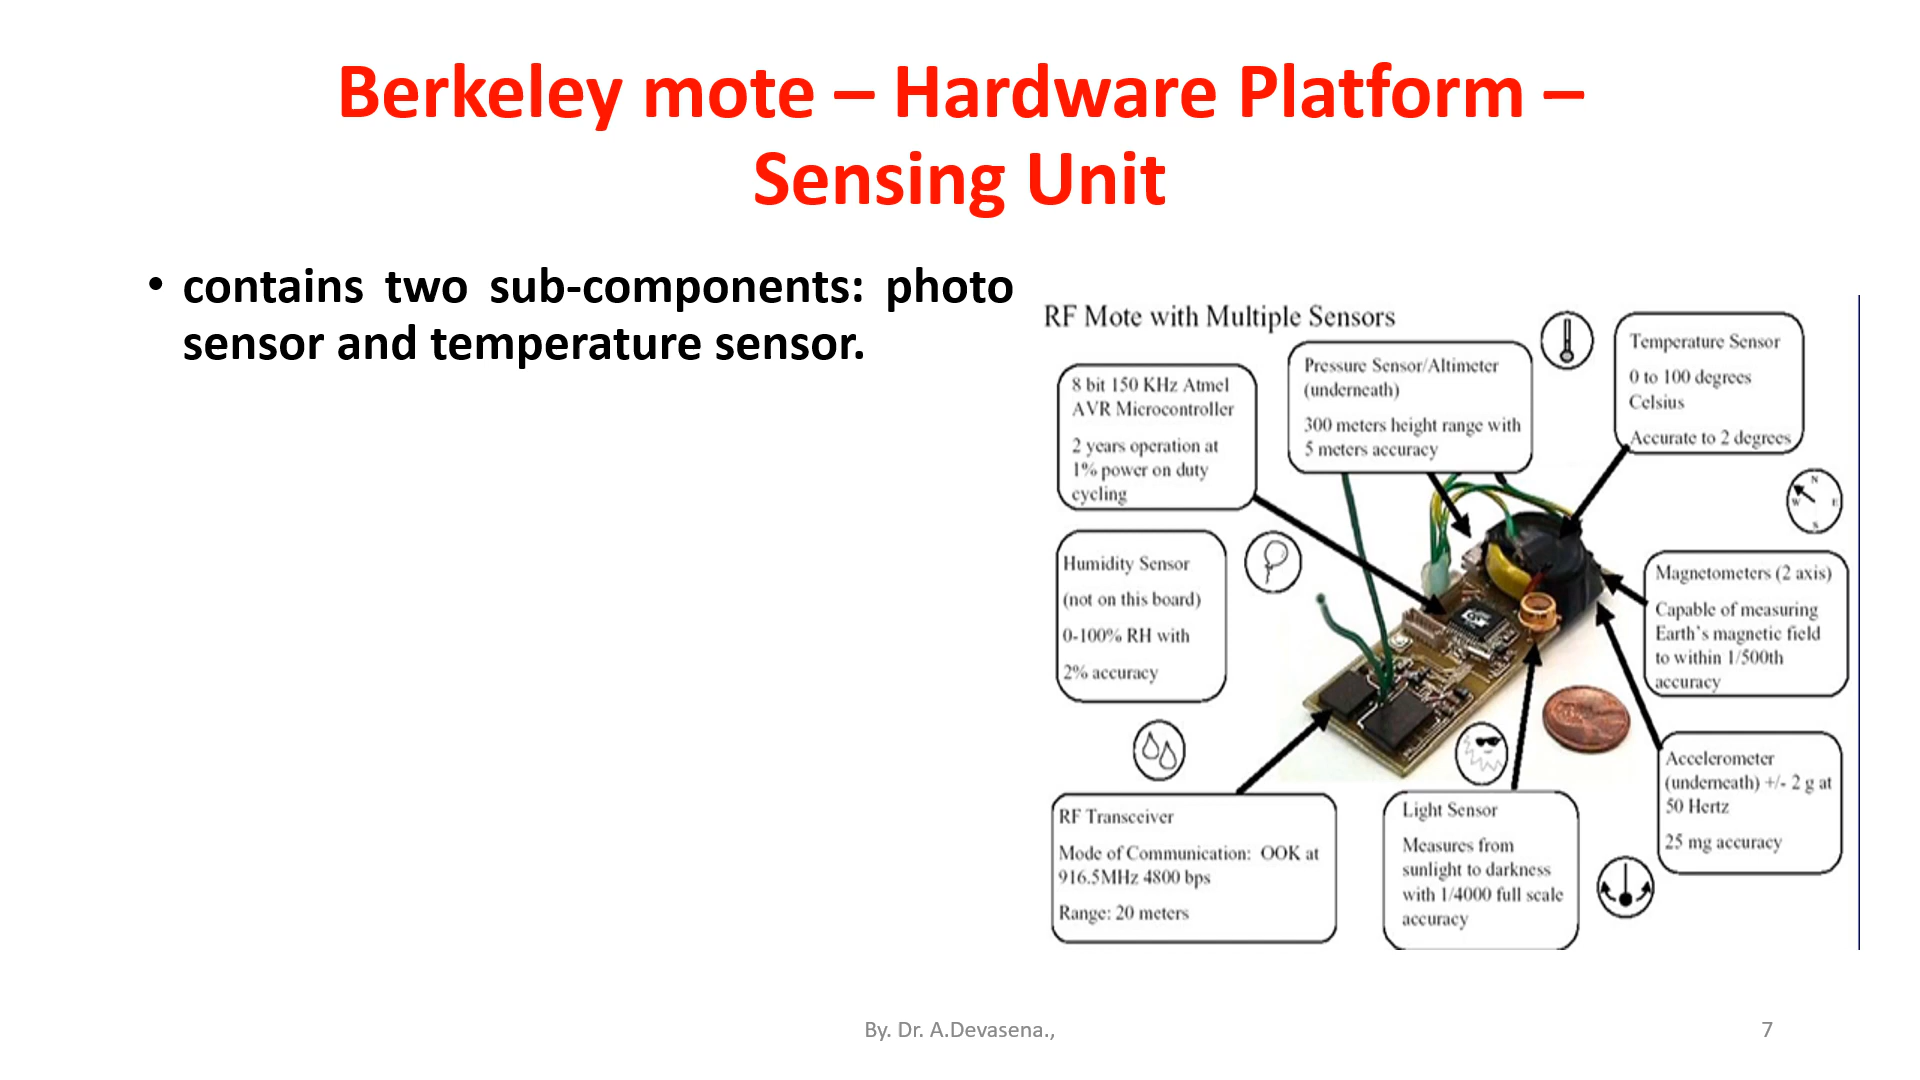 Berkeley mote – Hardware Platform –
Sensing Unit
• contains two sub-components: photo
sensor and temperature sensor.
RF Mote with Multiple Sensors
8 bit 150 KHz Atmel
AVR Microcontroller
2 years operation at
1% power on duty
cycling
Pressure Sensor/Altimeter
(underneath)
300 meters height range with
5 meters accuracy
Temperature Sensor
0 to 100 degrees
Celsius
Accurate to 2 degrees
N
W E
S
Humidity Sensor
(not on this board)
0-100% RH with
2% accuracy
Magnetometers (2 axis)
Capable of measuring
Earth's magnetic field
to within 1/500th
accuracy
RF Transceiver
Mode of Communication: OOK at
916.5MHz 4800 bps
Range: 20 meters
Light Sensor
Measures from
sunlight to darkness
with 1/4000 full scale
accuracy
Accelerometer
(underneath) +/- 2 g at
50 Hertz
25 mg accuracy
By. Dr. A.Devasena.,
7